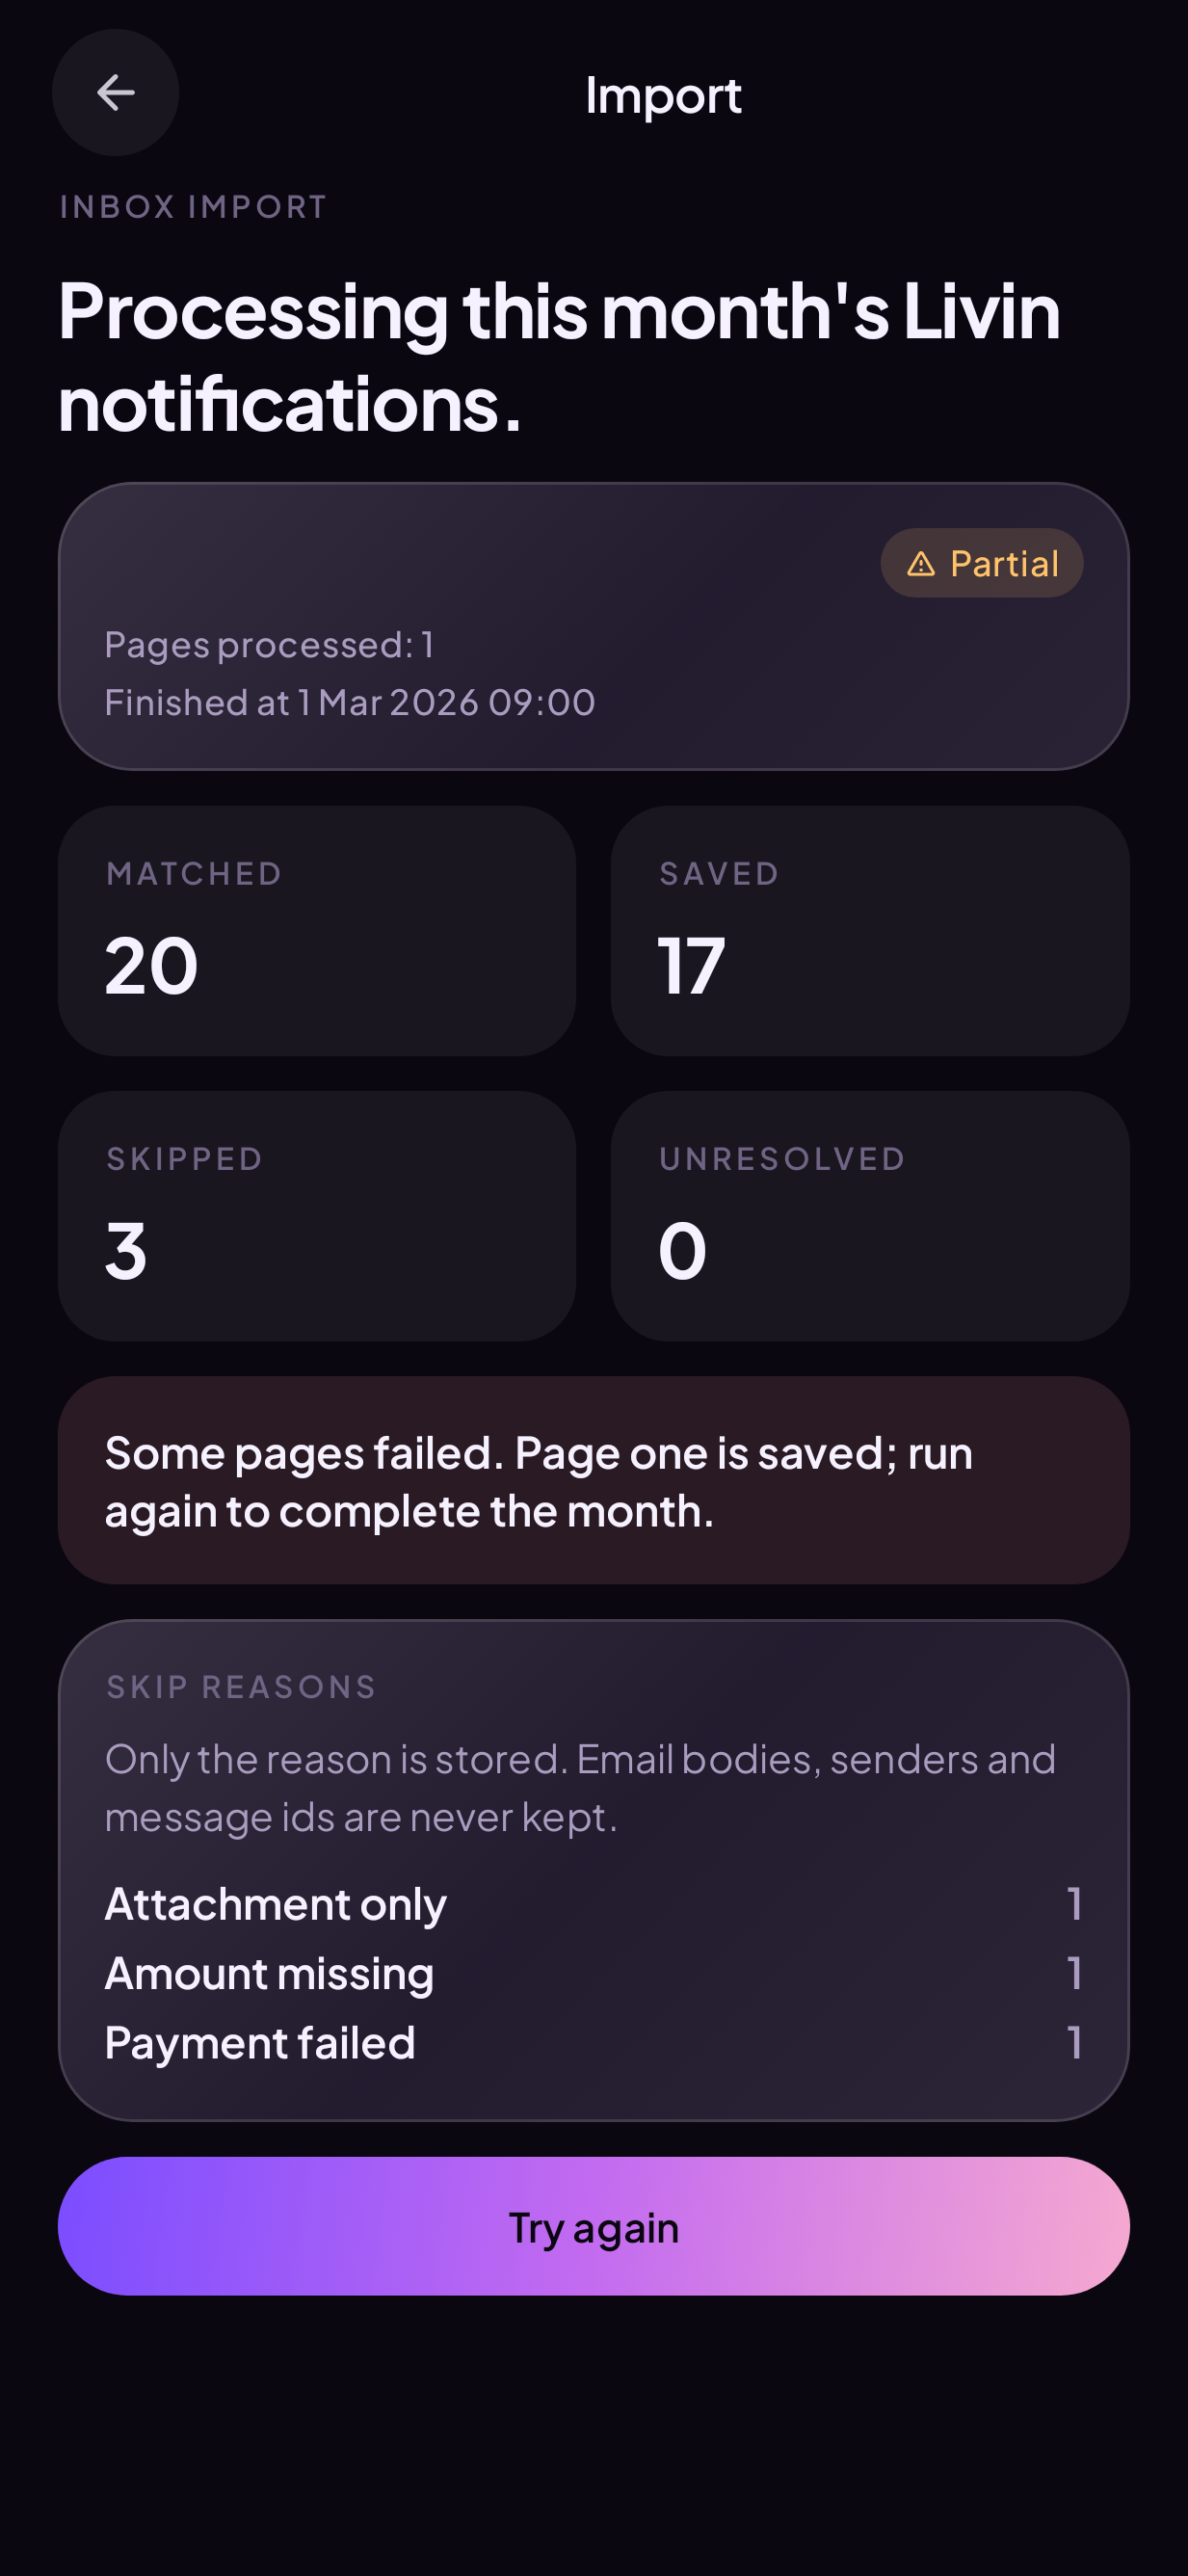 Import
INBOX IMPORT
Processing this month's Livin
notifications.
Partial
Pages processed: 1
Finished at 1 Mar 2026 09:00
MATCHED
20
SAVED
17
SKIPPED
3
UNRESOLVED
0
Some pages failed. Page one is saved; run
again to complete the month.
SKIP REASONS
Only the reason is stored. Email bodies, senders and
message ids are never kept.
Attachment only 1
Amount missing 1
Payment failed 1
Try again